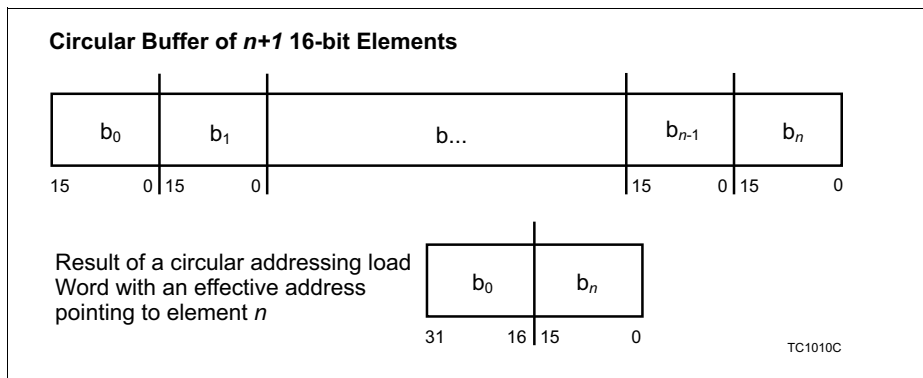 Circular Buffer of n+1 16-bit Elements
b0 b1 b... bn-1 bn
15 0 15 0 15 0 15 0
Result of a circular addressing load
Word with an effective address
pointing to element n
b0 bn
31 16 15 0
TC1010C